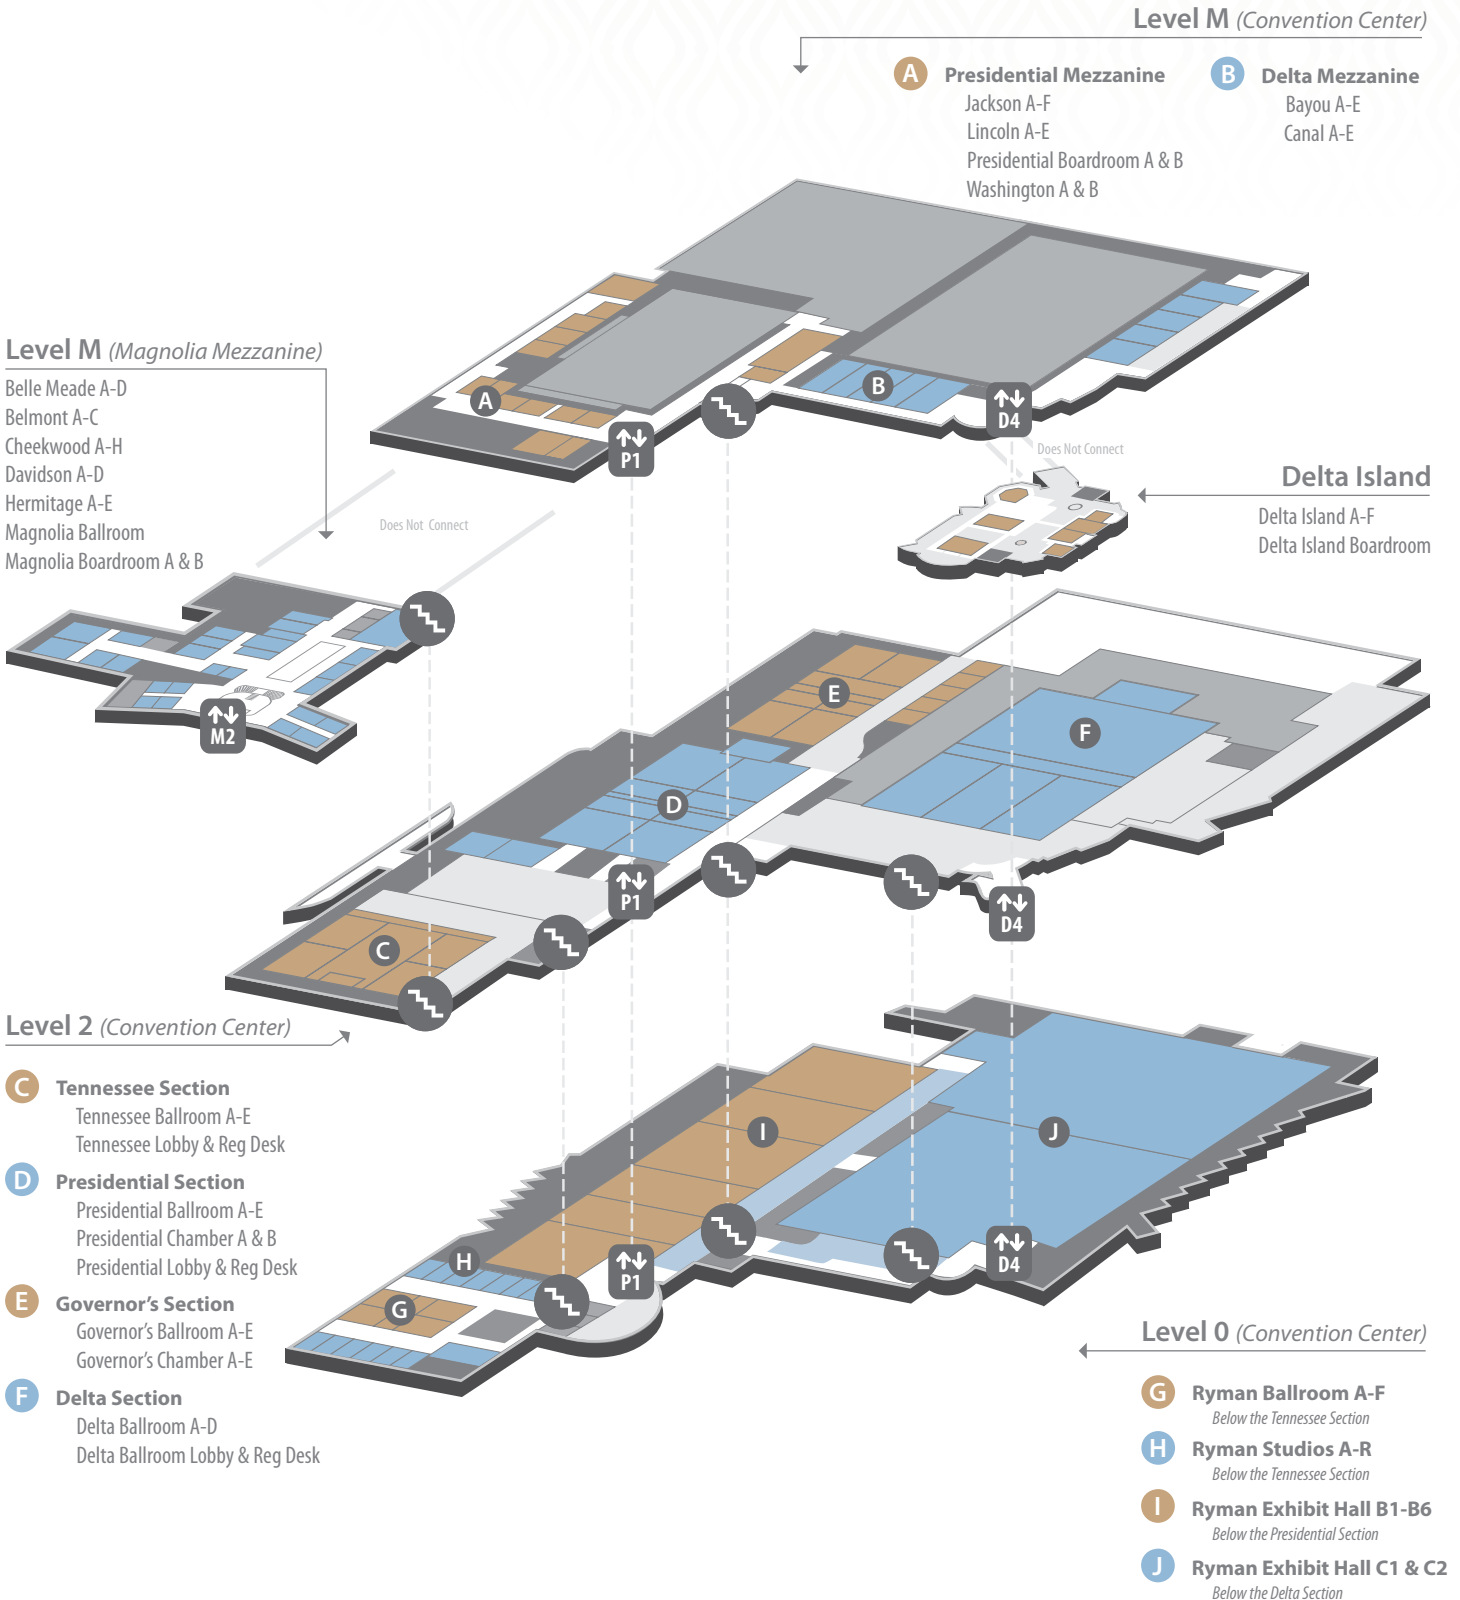 Level M (Convention Center)
A Presidential Mezzanine
Jackson A-F
Lincoln A-E
Presidential Boardroom A & B
Washington A & B
B Delta Mezzanine
Bayou A-E
Canal A-E
Level M (Magnolia Mezzanine)
Belle Meade A-D
Belmont A-C
Cheekwood A-H
Davidson A-D
Hermitage A-E
Magnolia Ballroom
Magnolia Boardroom A & B
A
B
P1
D4
Does Not Connect
Does Not Connect
Delta Island
Delta Island A-F
Delta Island Boardroom
M2
E
F
D
C
P1
D4
Level 2 (Convention Center)
C Tennessee Section
Tennessee Ballroom A-E
Tennessee Lobby & Reg Desk
D Presidential Section
Presidential Ballroom A-E
Presidential Chamber A & B
Presidential Lobby & Reg Desk
E Governor's Section
Governor's Ballroom A-E
Governor's Chamber A-E
F Delta Section
Delta Ballroom A-D
Delta Ballroom Lobby & Reg Desk
I
J
H
G
P1
D4
Level 0 (Convention Center)
G Ryman Ballroom A-F
Below the Tennessee Section
H Ryman Studios A-R
Below the Tennessee Section
I Ryman Exhibit Hall B1-B6
Below the Presidential Section
J Ryman Exhibit Hall C1 & C2
Below the Delta Section